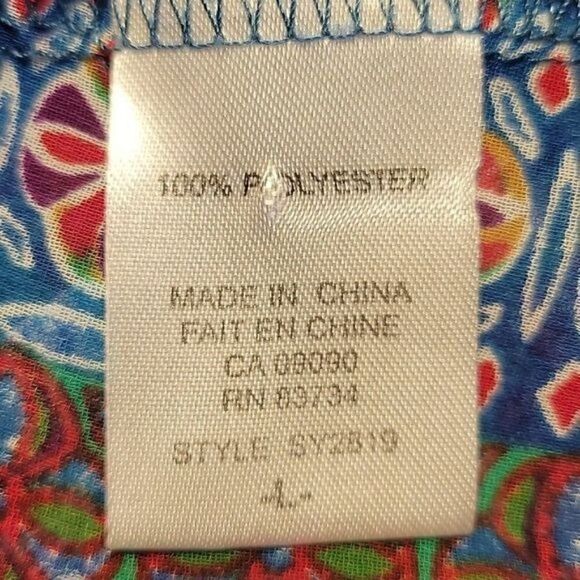 100% POLYESTER
MADE IN CHINA
FAIT EN CHINE
CA 09090
RN 83734
STYLE SY2819
-L-